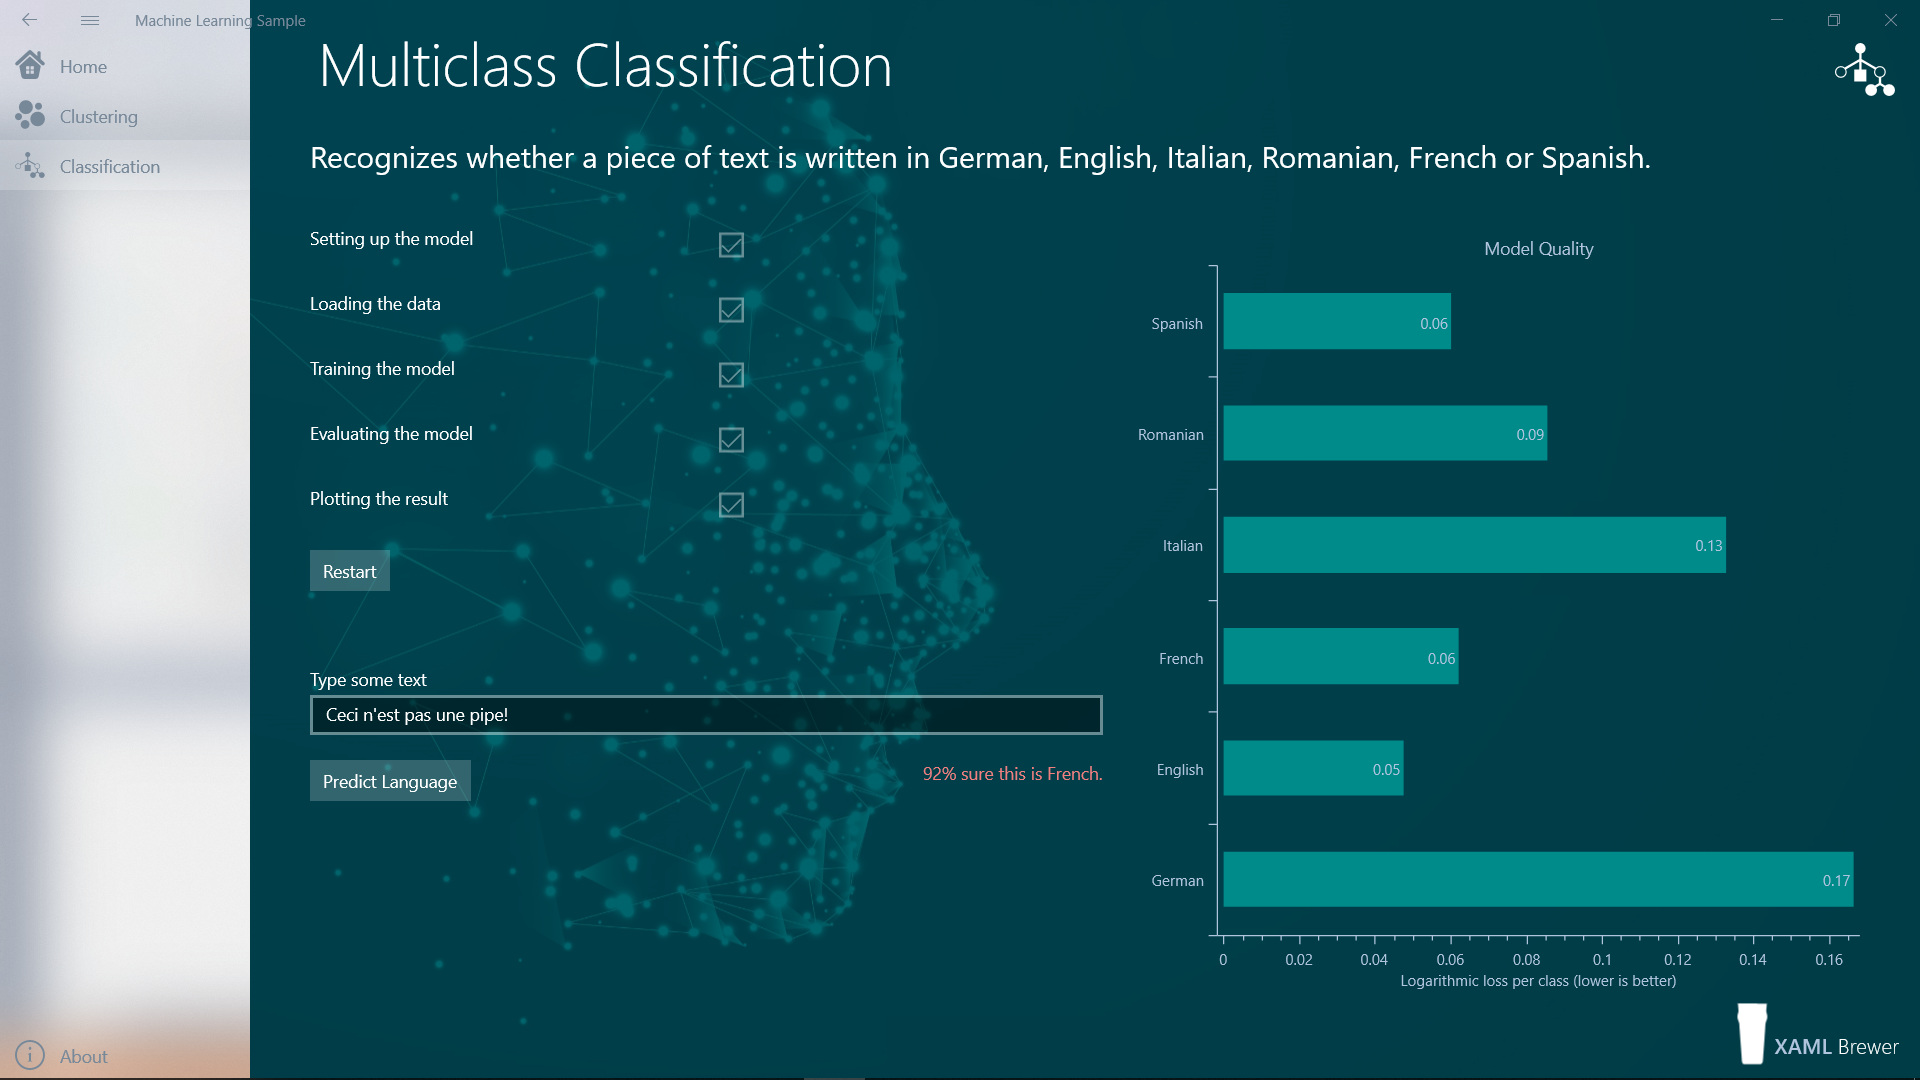 Machine Learning Sample
Home
Clustering
Classification
About
Multiclass Classification
Recognizes whether a piece of text is written in German, English, Italian, Romanian, French or Spanish.
Setting up the model
Loading the data
Training the model
Evaluating the model
Plotting the result
Restart
Type some text
Ceci n'est pas une pipe!
Predict Language
92% sure this is French.
Model Quality
Spanish 0.06
Romanian 0.09
Italian 0.13
French 0.06
English 0.05
German 0.17
0 0.02 0.04 0.06 0.08 0.1 0.12 0.14 0.16
Logarithmic loss per class (lower is better)
XAML Brewer